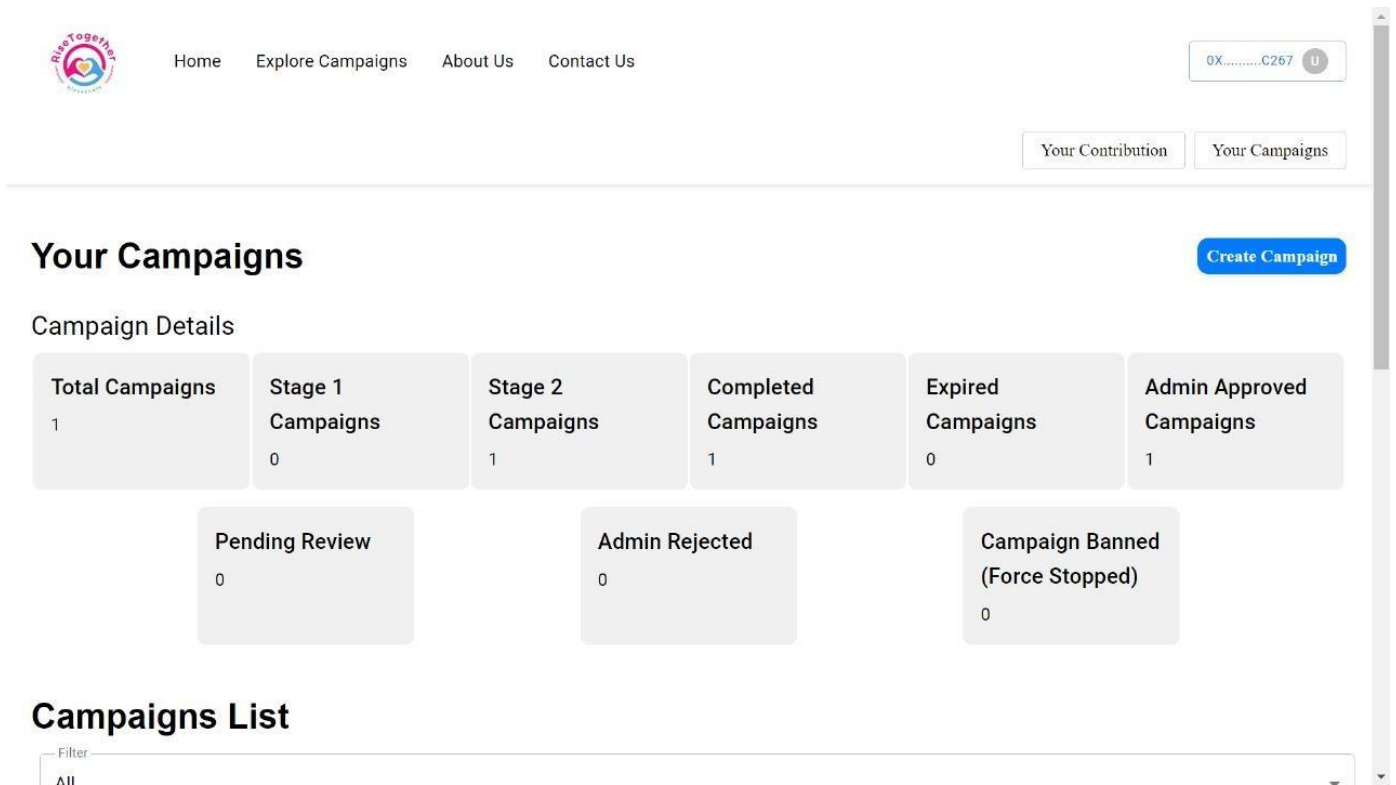 RiseTogether
Home Explore Campaigns About Us Contact Us
0X..........C267 U
Your Contribution Your Campaigns
Your Campaigns
Create Campaign
Campaign Details
Total Campaigns
1
Stage 1
Campaigns
0
Stage 2
Campaigns
1
Completed
Campaigns
1
Expired
Campaigns
0
Admin Approved
Campaigns
1
Pending Review
0
Admin Rejected
0
Campaign Banned
(Force Stopped)
0
Campaigns List
Filter
All